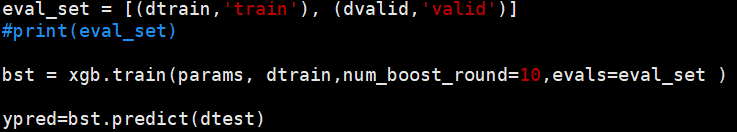 eval_set = [(dtrain,'train'), (dvalid,'valid')]
#print(eval_set)
bst = xgb.train(params, dtrain,num_boost_round=10,evals=eval_set )
ypred=bst.predict(dtest)